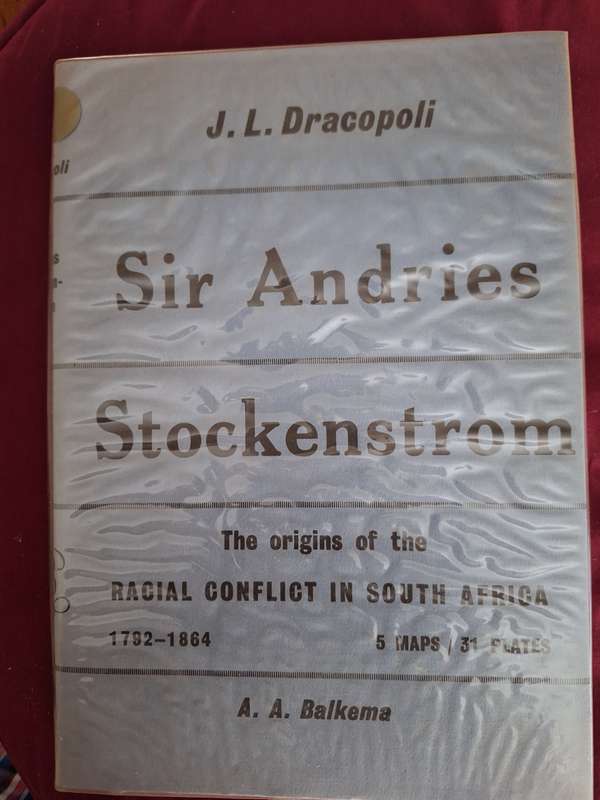 J. L. Dracopoli
Sir Andries
Stockenstrom
The origins of the
RACIAL CONFLICT IN SOUTH AFRICA
1792–1864 5 MAPS / 31 PLATES
A. A. Balkema
oli